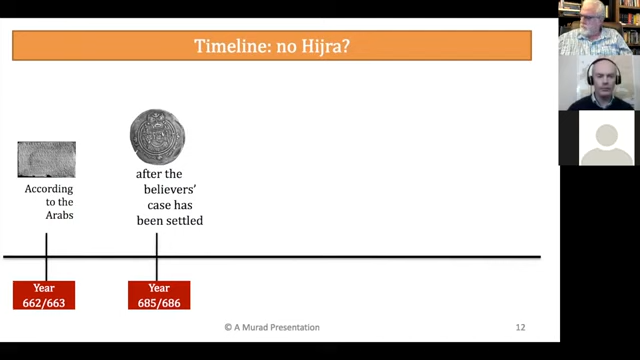 Timeline: no Hijra?
According
to the
Arabs
after the
believers'
case has
been settled
Year
662/663
Year
685/686
© A Murad Presentation
12